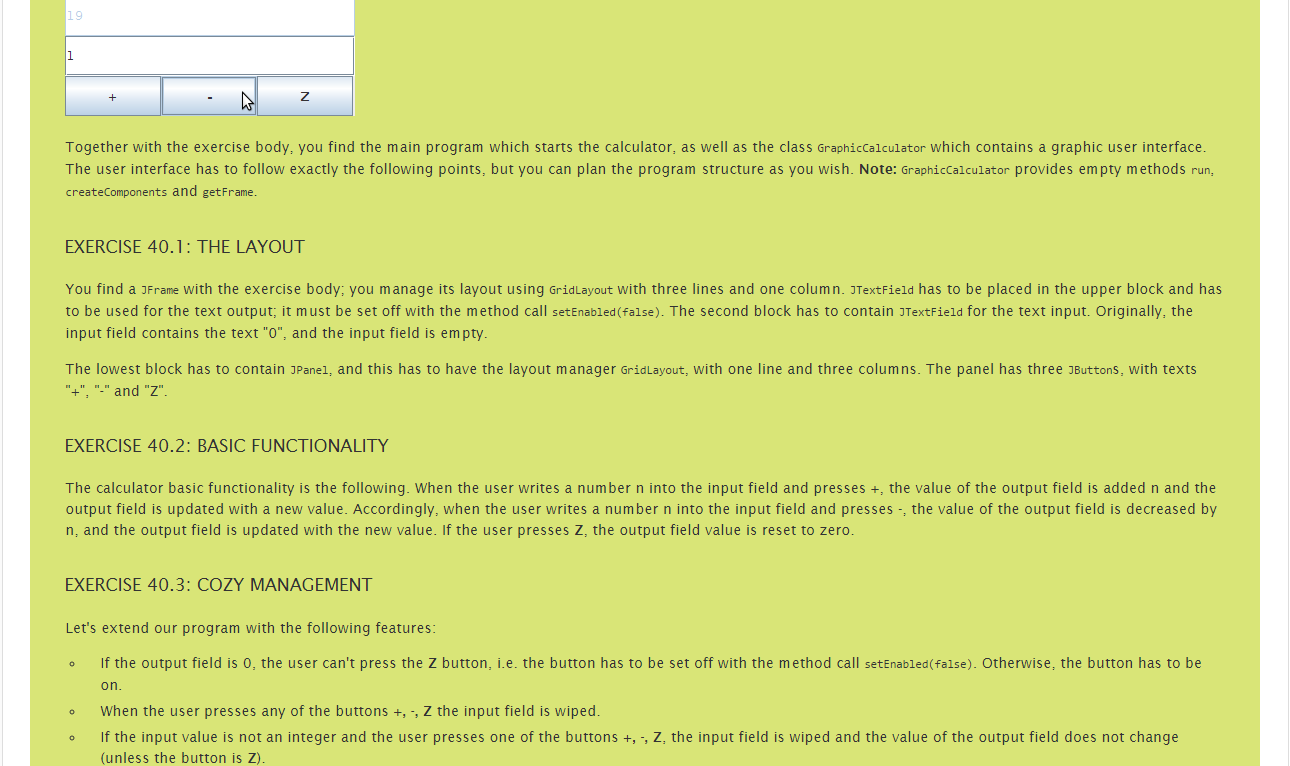 19
1
+ - Z
Together with the exercise body, you find the main program which starts the calculator, as well as the class GraphicCalculator which contains a graphic user interface.
The user interface has to follow exactly the following points, but you can plan the program structure as you wish. Note: GraphicCalculator provides empty methods run,
createComponents and getFrame.
EXERCISE 40.1: THE LAYOUT
You find a JFrame with the exercise body; you manage its layout using GridLayout with three lines and one column. JTextField has to be placed in the upper block and has
to be used for the text output; it must be set off with the method call setEnabled(false). The second block has to contain JTextField for the text input. Originally, the
input field contains the text "0", and the input field is empty.
The lowest block has to contain JPanel, and this has to have the layout manager GridLayout, with one line and three columns. The panel has three JButtons, with texts
"+", "-" and "Z".
EXERCISE 40.2: BASIC FUNCTIONALITY
The calculator basic functionality is the following. When the user writes a number n into the input field and presses +, the value of the output field is added n and the
output field is updated with a new value. Accordingly, when the user writes a number n into the input field and presses -, the value of the output field is decreased by
n, and the output field is updated with the new value. If the user presses Z, the output field value is reset to zero.
EXERCISE 40.3: COZY MANAGEMENT
Let's extend our program with the following features:
◦ If the output field is 0, the user can't press the Z button, i.e. the button has to be set off with the method call setEnabled(false). Otherwise, the button has to be
on.
◦ When the user presses any of the buttons +, -, Z the input field is wiped.
◦ If the input value is not an integer and the user presses one of the buttons +, -, Z, the input field is wiped and the value of the output field does not change
(unless the button is Z).